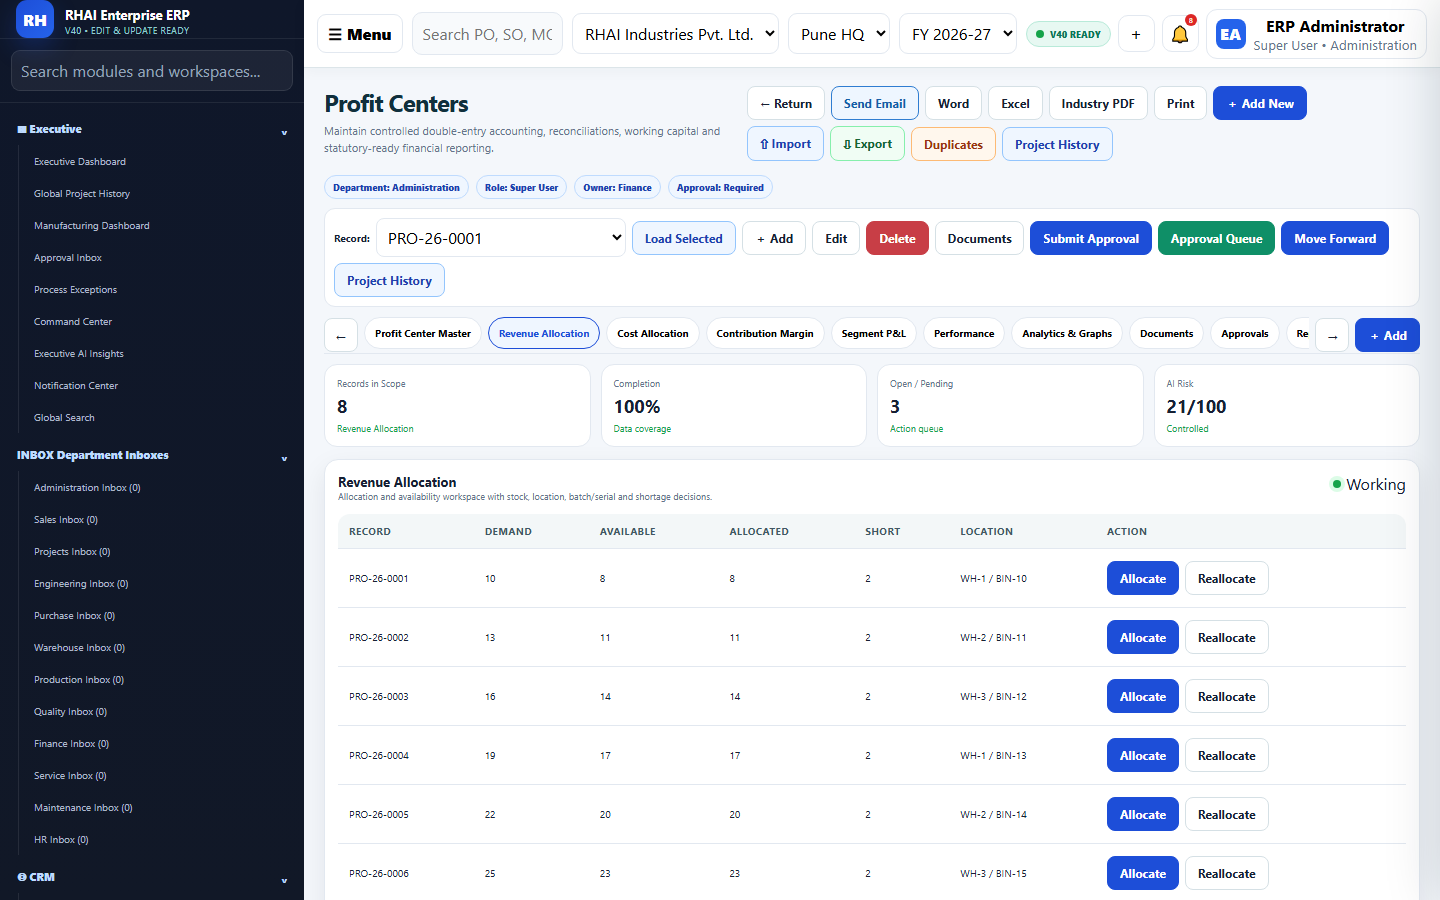 RH
RHAI Enterprise ERP
V40 • EDIT & UPDATE READY
Search modules and workspaces...
Executive
Executive Dashboard
Global Project History
Manufacturing Dashboard
Approval Inbox
Process Exceptions
Command Center
Executive AI Insights
Notification Center
Global Search
INBOX Department Inboxes
Administration Inbox (0)
Sales Inbox (0)
Projects Inbox (0)
Engineering Inbox (0)
Purchase Inbox (0)
Warehouse Inbox (0)
Production Inbox (0)
Quality Inbox (0)
Finance Inbox (0)
Service Inbox (0)
Maintenance Inbox (0)
HR Inbox (0)
CRM
☰ Menu
Search PO, SO, MO
RHAI Industries Pvt. Ltd.
Pune HQ
FY 2026-27
V40 READY
+
8
EA
ERP Administrator
Super User • Administration
Profit Centers
Maintain controlled double-entry accounting, reconciliations, working capital and
statutory-ready financial reporting.
← Return
Send Email
Word
Excel
Industry PDF
Print
+ Add New
⇧ Import
⇩ Export
Duplicates
Project History
Department: Administration
Role: Super User
Owner: Finance
Approval: Required
Record:
PRO-26-0001
Load Selected
+ Add
Edit
Delete
Documents
Submit Approval
Approval Queue
Move Forward
Project History
←
Profit Center Master
Revenue Allocation
Cost Allocation
Contribution Margin
Segment P&L
Performance
Analytics & Graphs
Documents
Approvals
Re
→
+ Add
Records in Scope
8
Revenue Allocation
Completion
100%
Data coverage
Open / Pending
3
Action queue
AI Risk
21/100
Controlled
Revenue Allocation
Allocation and availability workspace with stock, location, batch/serial and shortage decisions.
Working
RECORD DEMAND AVAILABLE ALLOCATED SHORT LOCATION ACTION
PRO-26-0001 10 8 8 2 WH-1 / BIN-10 Allocate Reallocate
PRO-26-0002 13 11 11 2 WH-2 / BIN-11 Allocate Reallocate
PRO-26-0003 16 14 14 2 WH-3 / BIN-12 Allocate Reallocate
PRO-26-0004 19 17 17 2 WH-1 / BIN-13 Allocate Reallocate
PRO-26-0005 22 20 20 2 WH-2 / BIN-14 Allocate Reallocate
PRO-26-0006 25 23 23 2 WH-3 / BIN-15 Allocate Reallocate